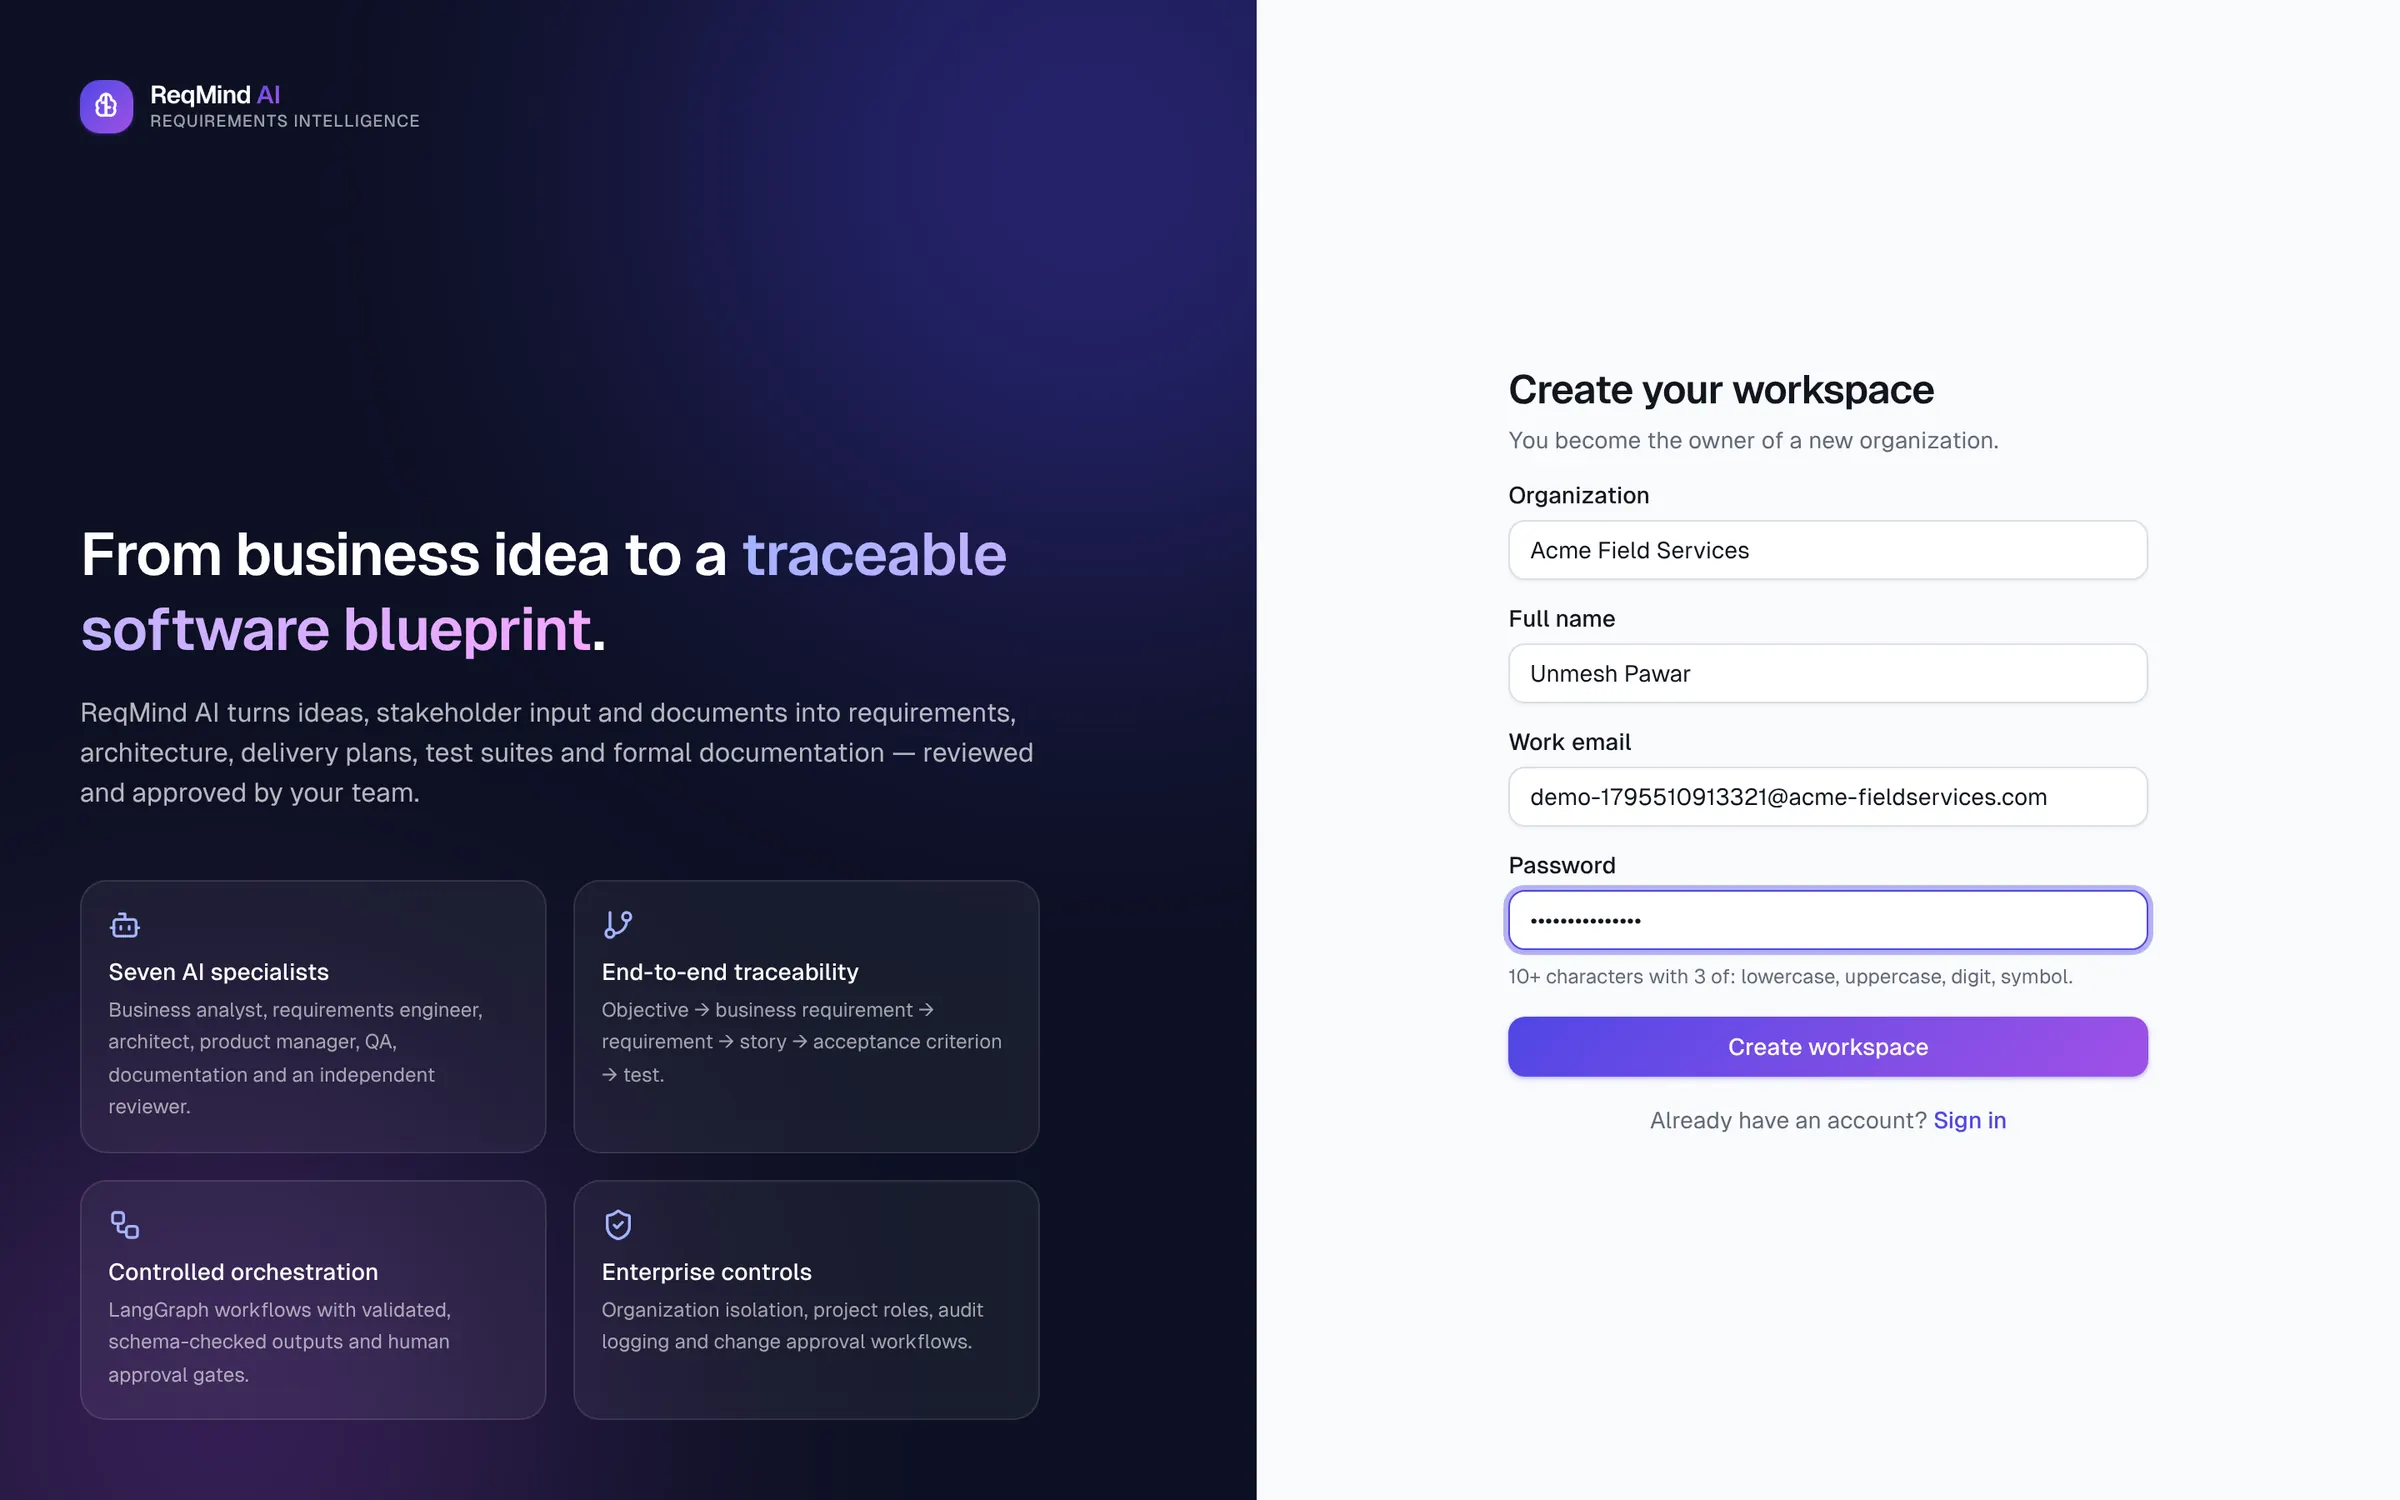 ReqMind AI
REQUIREMENTS INTELLIGENCE
From business idea to a traceable
software blueprint.
ReqMind AI turns ideas, stakeholder input and documents into requirements,
architecture, delivery plans, test suites and formal documentation — reviewed
and approved by your team.
Seven AI specialists
Business analyst, requirements engineer,
architect, product manager, QA,
documentation and an independent
reviewer.
End-to-end traceability
Objective → business requirement →
requirement → story → acceptance criterion
→ test.
Controlled orchestration
LangGraph workflows with validated,
schema-checked outputs and human
approval gates.
Enterprise controls
Organization isolation, project roles, audit
logging and change approval workflows.
Create your workspace
You become the owner of a new organization.
Organization
Acme Field Services
Full name
Unmesh Pawar
Work email
demo-1795510913321@acme-fieldservices.com
Password
•••••••••••••••
10+ characters with 3 of: lowercase, uppercase, digit, symbol.
Create workspace
Already have an account? Sign in